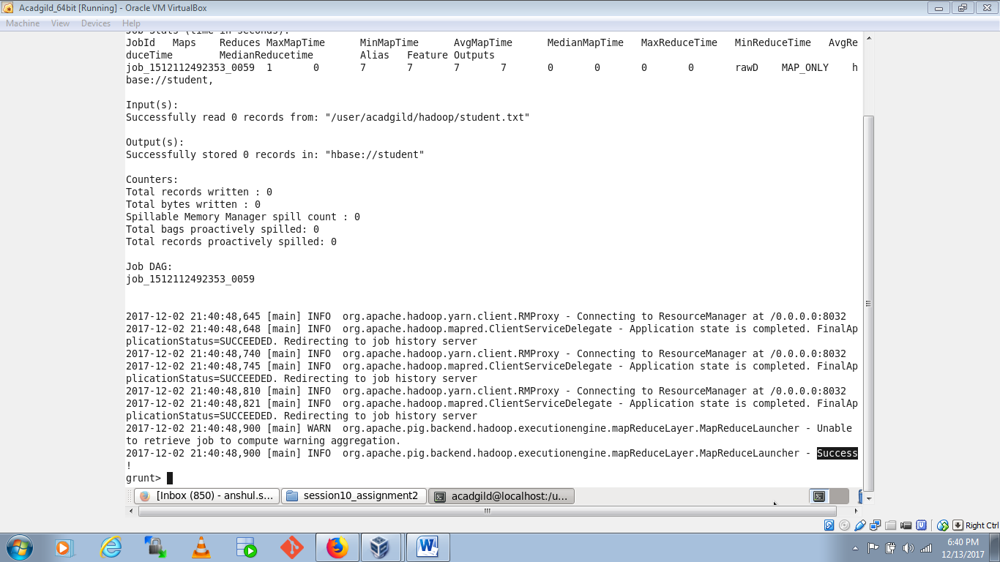 Acadgild_64bit [Running] - Oracle VM VirtualBox
Machine View Devices Help
Job Stats (time in seconds):
JobId Maps Reduces MaxMapTime MinMapTime AvgMapTime MedianMapTime MaxReduceTime MinReduceTime AvgRe
duceTime MedianReducetime Alias Feature Outputs
job_1512112492353_0059 1 0 7 7 7 7 0 0 0 0 rawD MAP_ONLY h
base://student,
Input(s):
Successfully read 0 records from: "/user/acadgild/hadoop/student.txt"
Output(s):
Successfully stored 0 records in: "hbase://student"
Counters:
Total records written : 0
Total bytes written : 0
Spillable Memory Manager spill count : 0
Total bags proactively spilled: 0
Total records proactively spilled: 0
Job DAG:
job_1512112492353_0059
2017-12-02 21:40:48,645 [main] INFO org.apache.hadoop.yarn.client.RMProxy - Connecting to ResourceManager at /0.0.0.0:8032
2017-12-02 21:40:48,648 [main] INFO org.apache.hadoop.mapred.ClientServiceDelegate - Application state is completed. FinalAp
plicationStatus=SUCCEEDED. Redirecting to job history server
2017-12-02 21:40:48,740 [main] INFO org.apache.hadoop.yarn.client.RMProxy - Connecting to ResourceManager at /0.0.0.0:8032
2017-12-02 21:40:48,745 [main] INFO org.apache.hadoop.mapred.ClientServiceDelegate - Application state is completed. FinalAp
plicationStatus=SUCCEEDED. Redirecting to job history server
2017-12-02 21:40:48,810 [main] INFO org.apache.hadoop.yarn.client.RMProxy - Connecting to ResourceManager at /0.0.0.0:8032
2017-12-02 21:40:48,821 [main] INFO org.apache.hadoop.mapred.ClientServiceDelegate - Application state is completed. FinalAp
plicationStatus=SUCCEEDED. Redirecting to job history server
2017-12-02 21:40:48,900 [main] WARN org.apache.pig.backend.hadoop.executionengine.mapReduceLayer.MapReduceLauncher - Unable
to retrieve job to compute warning aggregation.
2017-12-02 21:40:48,900 [main] INFO org.apache.pig.backend.hadoop.executionengine.mapReduceLayer.MapReduceLauncher - Success
!
grunt>
[Inbox (850) - anshul.s... session10_assignment2 acadgild@localhost:/u...
Right Ctrl
6:40 PM
12/13/2017